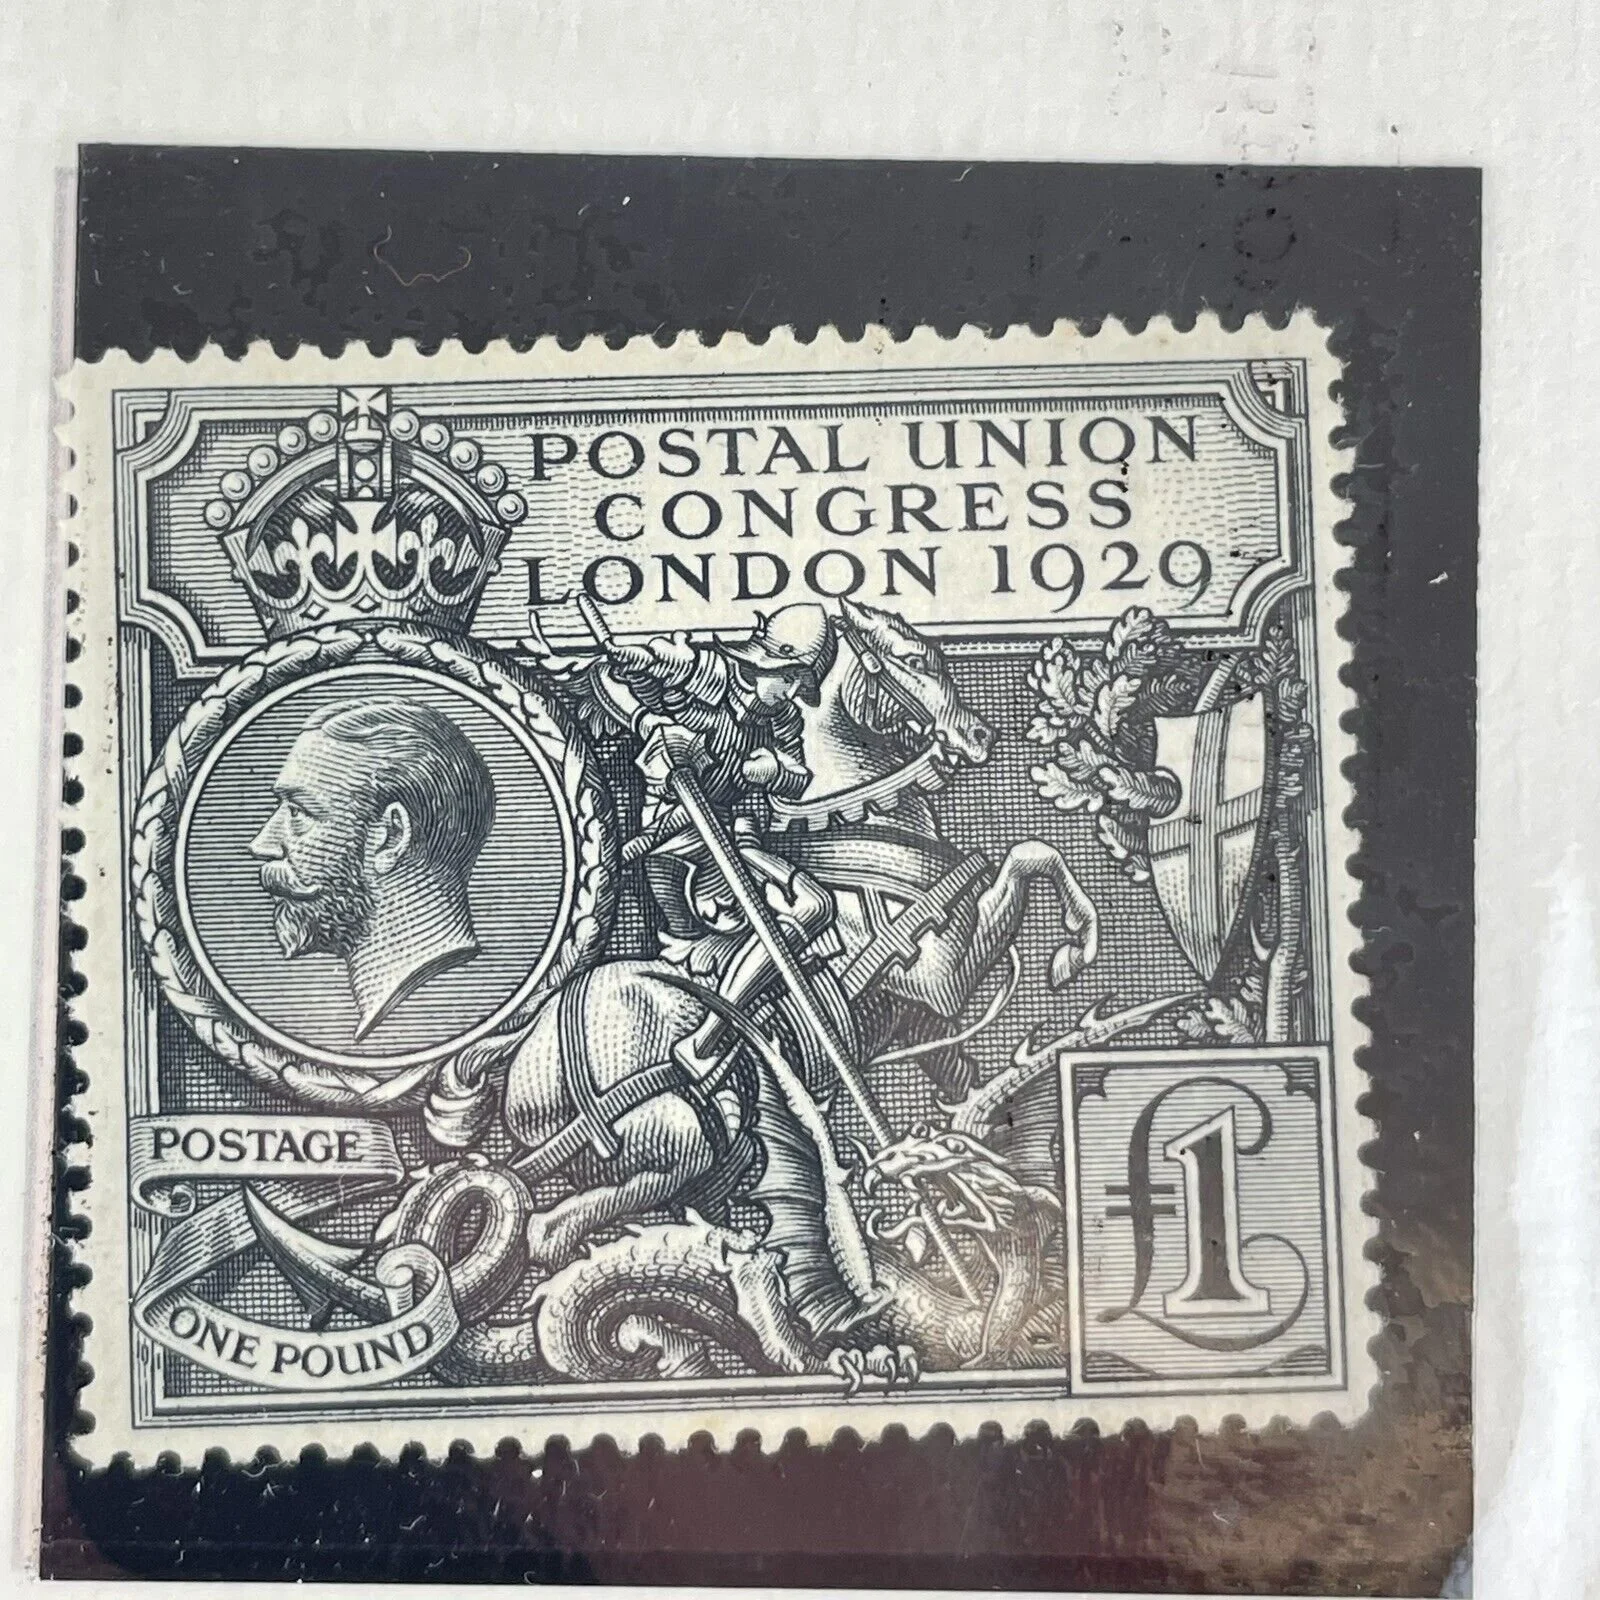 POSTAL UNION
CONGRESS
LONDON 1929
POSTAGE
ONE POUND
£1